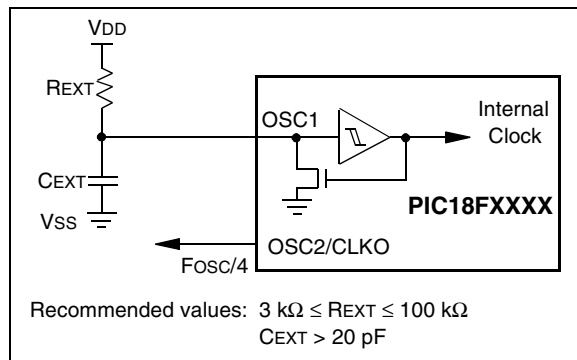 VDD
REXT
OSC1
Internal
Clock
CEXT
PIC18FXXXX
VSS
OSC2/CLKO
FOSC/4
Recommended values: 3 kΩ ≤ REXT ≤ 100 kΩ
CEXT > 20 pF